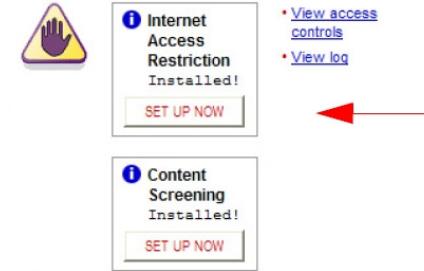 Internet
Access
Restriction
Installed!
SET UP NOW
View access
controls
View log
Content
Screening
Installed!
SET UP NOW